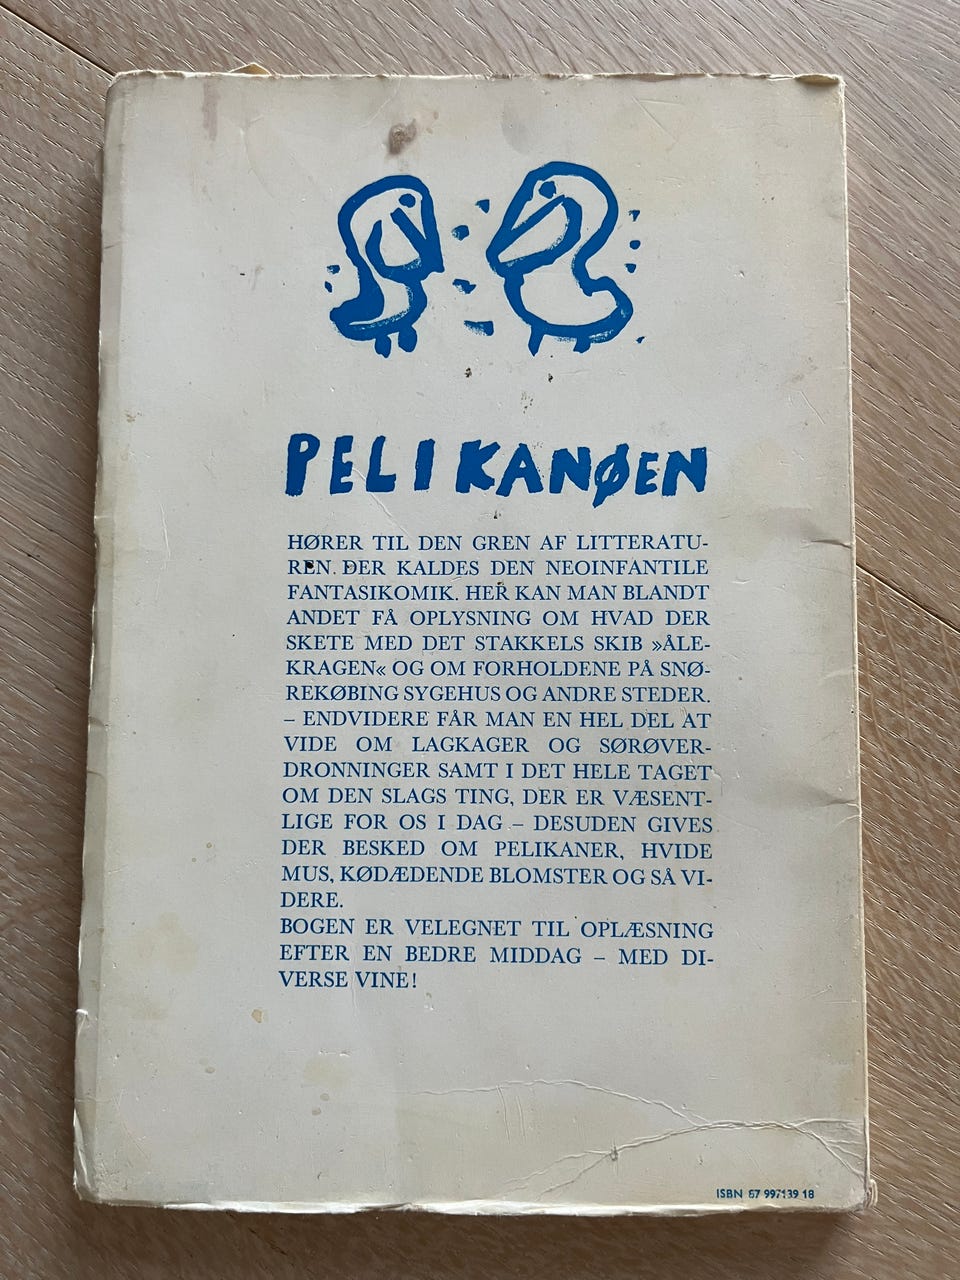 PELIKANØEN
HØRER TIL DEN GREN AF LITTERATU-
REN. DER KALDES DEN NEOINFANTILE
FANTASIKOMIK. HER KAN MAN BLANDT
ANDET FÅ OPLYSNING OM HVAD DER
SKETE MED DET STAKKELS SKIB »ÅLE-
KRAGEN« OG OM FORHOLDENE PÅ SNØ-
REKØBING SYGEHUS OG ANDRE STEDER.
– ENDVIDERE FÅR MAN EN HEL DEL AT
VIDE OM LAGKAGER OG SØRØVER-
DRONNINGER SAMT I DET HELE TAGET
OM DEN SLAGS TING, DER ER VÆSENT-
LIGE FOR OS I DAG – DESUDEN GIVES
DER BESKED OM PELIKANER, HVIDE
MUS, KØDÆDENDE BLOMSTER OG SÅ VI-
DERE.
BOGEN ER VELEGNET TIL OPLÆSNING
EFTER EN BEDRE MIDDAG – MED DI-
VERSE VINE!
ISBN 87 997139 18